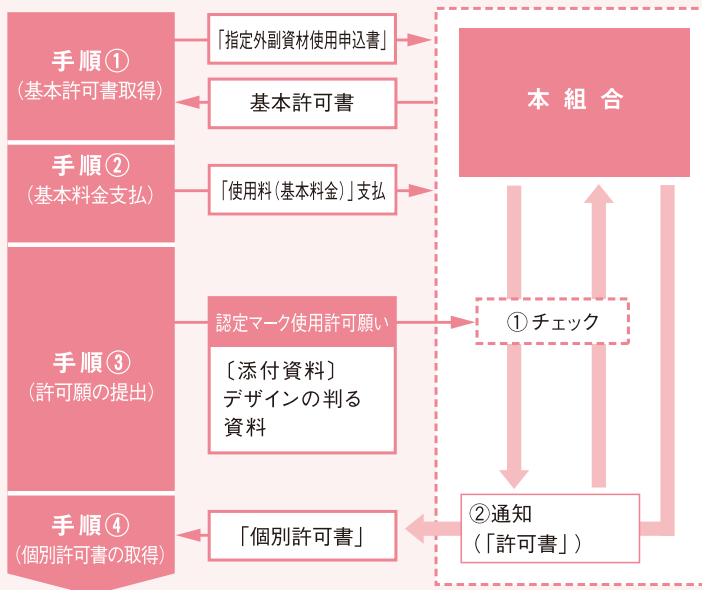 手順①
（基本許可書取得）
「指定外副資材使用申込書」
基本許可書
本組合
手順②
（基本料金支払）
「使用料（基本料金）」支払
手順③
（許可願の提出）
認定マーク使用許可願い
〔添付資料〕
デザインの判る
資料
①チェック
手順④
（個別許可書の取得）
「個別許可書」
②通知
（「許可書」）